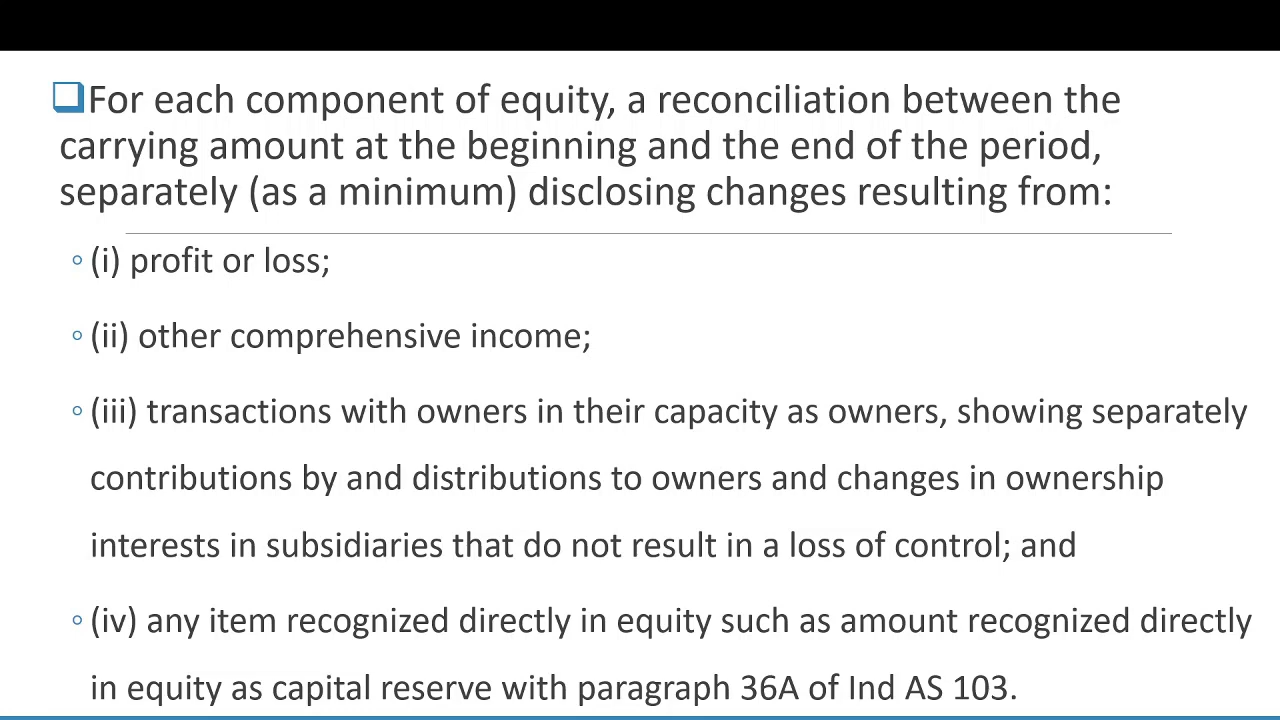 For each component of equity, a reconciliation between the
carrying amount at the beginning and the end of the period,
separately (as a minimum) disclosing changes resulting from:
(i) profit or loss;
(ii) other comprehensive income;
(iii) transactions with owners in their capacity as owners, showing separately
contributions by and distributions to owners and changes in ownership
interests in subsidiaries that do not result in a loss of control; and
(iv) any item recognized directly in equity such as amount recognized directly
in equity as capital reserve with paragraph 36A of Ind AS 103.